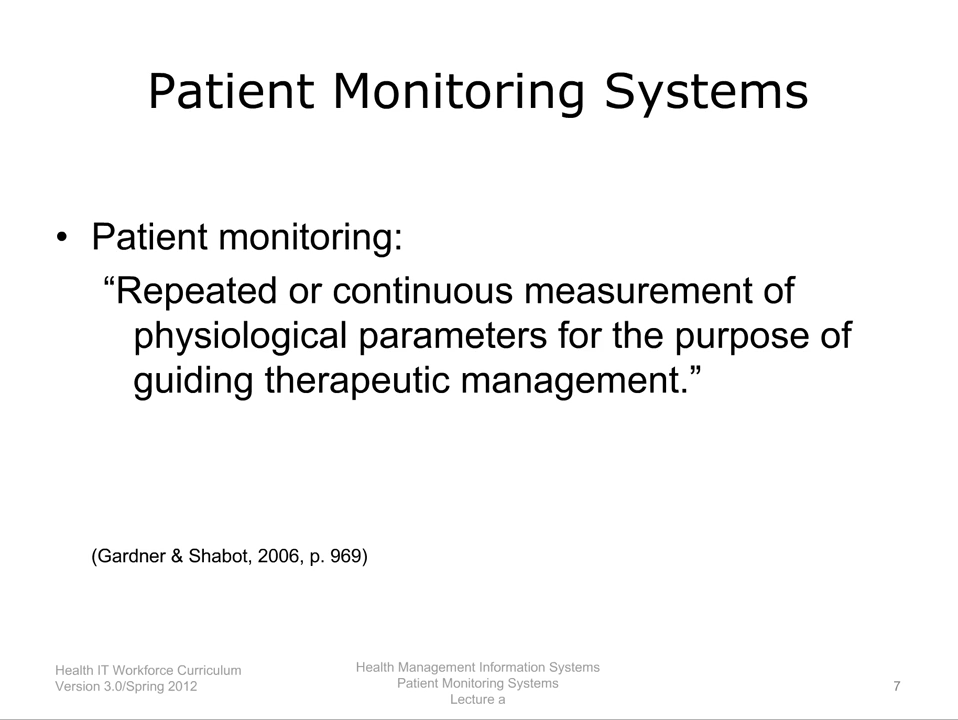 Patient Monitoring Systems
• Patient monitoring:
“Repeated or continuous measurement of
physiological parameters for the purpose of
guiding therapeutic management.”
(Gardner & Shabot, 2006, p. 969)
Health IT Workforce Curriculum
Version 3.0/Spring 2012
Health Management Information Systems
Patient Monitoring Systems
Lecture a
7